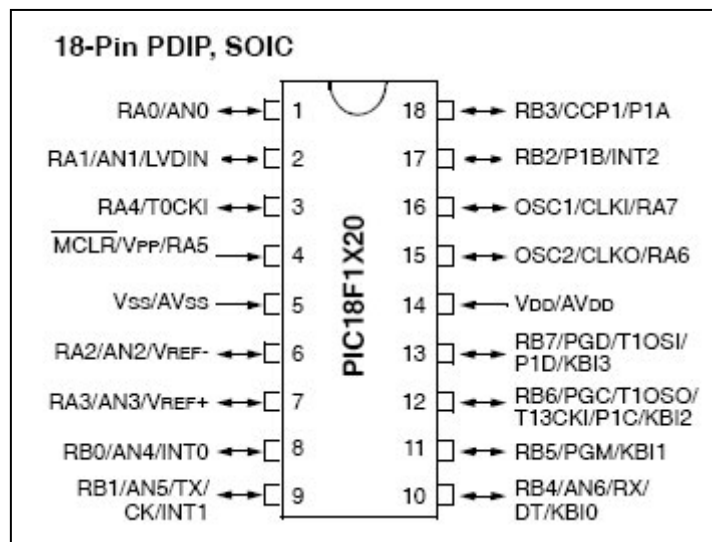 18-Pin PDIP, SOIC
RA0/AN0 1 18 RB3/CCP1/P1A
RA1/AN1/LVDIN 2 17 RB2/P1B/INT2
RA4/T0CKI 3 16 OSC1/CLKI/RA7
MCLR/VPP/RA5 4 15 OSC2/CLKO/RA6
VSS/AVSS 5 14 VDD/AVDD
RA2/AN2/VREF- 6 13 RB7/PGD/T1OSI/
P1D/KBI3
RA3/AN3/VREF+ 7 12 RB6/PGC/T1OSO/
T13CKI/P1C/KBI2
RB0/AN4/INT0 8 11 RB5/PGM/KBI1
RB1/AN5/TX/
CK/INT1 9 10 RB4/AN6/RX/
DT/KBI0
PIC18F1X20